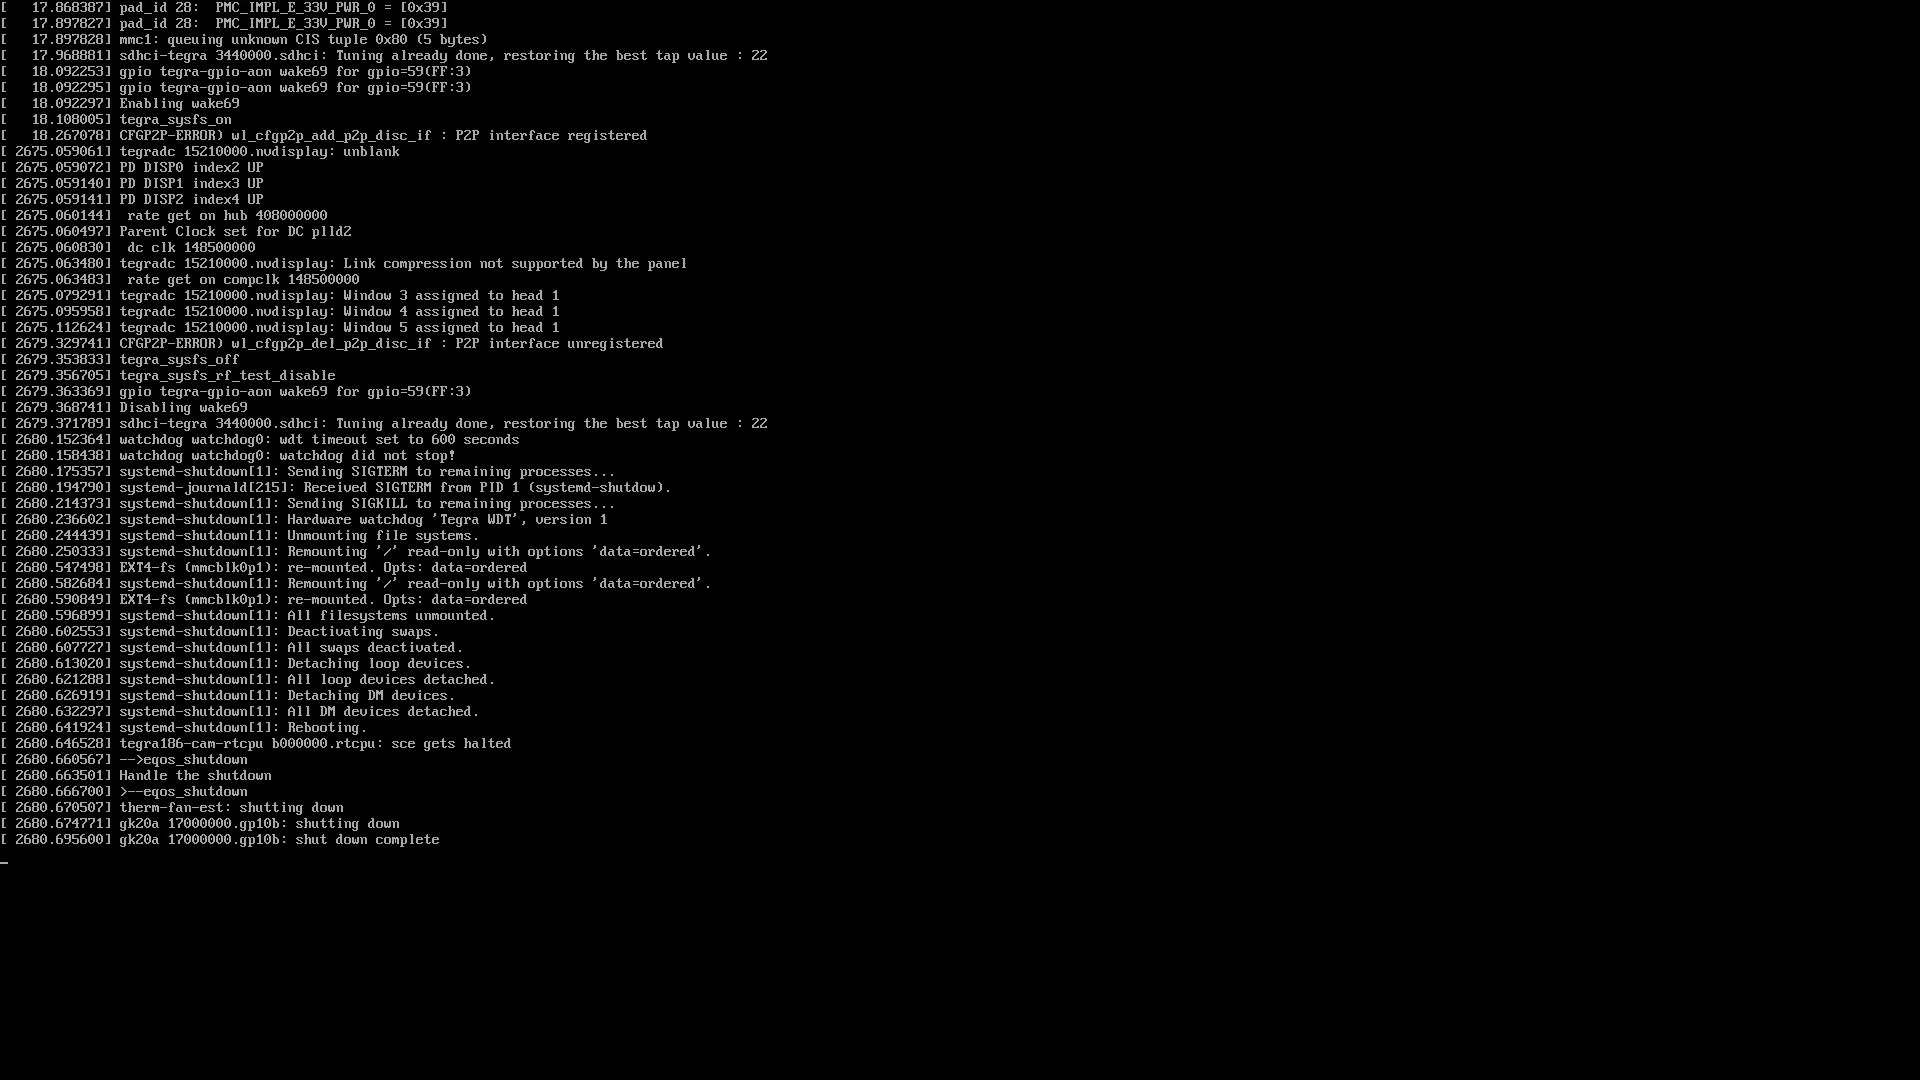 [   17.868387] pad_id 28:  PMC_IMPL_E_33V_PWR_0 = [0x39]
[   17.897827] pad_id 28:  PMC_IMPL_E_33V_PWR_0 = [0x39]
[   17.897828] mmc1: queuing unknown CIS tuple 0x80 (5 bytes)
[   17.968881] sdhci-tegra 3440000.sdhci: Tuning already done, restoring the best tap value : 22
[   18.092253] gpio tegra-gpio-aon wake69 for gpio=59(FF:3)
[   18.092295] gpio tegra-gpio-aon wake69 for gpio=59(FF:3)
[   18.092297] Enabling wake69
[   18.108005] tegra_sysfs_on
[   18.267078] CFGP2P-ERROR) wl_cfgp2p_add_p2p_disc_if : P2P interface registered
[ 2675.059061] tegradc 15210000.nvdisplay: unblank
[ 2675.059072] PD DISP0 index2 UP
[ 2675.059140] PD DISP1 index3 UP
[ 2675.059141] PD DISP2 index4 UP
[ 2675.060144]  rate get on hub 408000000
[ 2675.060497] Parent Clock set for DC plld2
[ 2675.060830]  dc clk 148500000
[ 2675.063480] tegradc 15210000.nvdisplay: Link compression not supported by the panel
[ 2675.063483]  rate get on compclk 148500000
[ 2675.079291] tegradc 15210000.nvdisplay: Window 3 assigned to head 1
[ 2675.095958] tegradc 15210000.nvdisplay: Window 4 assigned to head 1
[ 2675.112624] tegradc 15210000.nvdisplay: Window 5 assigned to head 1
[ 2679.329741] CFGP2P-ERROR) wl_cfgp2p_del_p2p_disc_if : P2P interface unregistered
[ 2679.353833] tegra_sysfs_off
[ 2679.356705] tegra_sysfs_rf_test_disable
[ 2679.363369] gpio tegra-gpio-aon wake69 for gpio=59(FF:3)
[ 2679.368741] Disabling wake69
[ 2679.371789] sdhci-tegra 3440000.sdhci: Tuning already done, restoring the best tap value : 22
[ 2680.152364] watchdog watchdog0: wdt timeout set to 600 seconds
[ 2680.158438] watchdog watchdog0: watchdog did not stop!
[ 2680.175357] systemd-shutdown[1]: Sending SIGTERM to remaining processes...
[ 2680.194790] systemd-journald[215]: Received SIGTERM from PID 1 (systemd-shutdow).
[ 2680.214373] systemd-shutdown[1]: Sending SIGKILL to remaining processes...
[ 2680.236602] systemd-shutdown[1]: Hardware watchdog 'Tegra WDT', version 1
[ 2680.244439] systemd-shutdown[1]: Unmounting file systems.
[ 2680.250333] systemd-shutdown[1]: Remounting '/' read-only with options 'data=ordered'.
[ 2680.547498] EXT4-fs (mmcblk0p1): re-mounted. Opts: data=ordered
[ 2680.582684] systemd-shutdown[1]: Remounting '/' read-only with options 'data=ordered'.
[ 2680.590849] EXT4-fs (mmcblk0p1): re-mounted. Opts: data=ordered
[ 2680.596899] systemd-shutdown[1]: All filesystems unmounted.
[ 2680.602553] systemd-shutdown[1]: Deactivating swaps.
[ 2680.607727] systemd-shutdown[1]: All swaps deactivated.
[ 2680.613020] systemd-shutdown[1]: Detaching loop devices.
[ 2680.621288] systemd-shutdown[1]: All loop devices detached.
[ 2680.626919] systemd-shutdown[1]: Detaching DM devices.
[ 2680.632297] systemd-shutdown[1]: All DM devices detached.
[ 2680.641924] systemd-shutdown[1]: Rebooting.
[ 2680.646528] tegra186-cam-rtcpu b000000.rtcpu: sce gets halted
[ 2680.660567] -->eqos_shutdown
[ 2680.663501] Handle the shutdown
[ 2680.666700] >--eqos_shutdown
[ 2680.670507] therm-fan-est: shutting down
[ 2680.674771] gk20a 17000000.gp10b: shutting down
[ 2680.695600] gk20a 17000000.gp10b: shut down complete